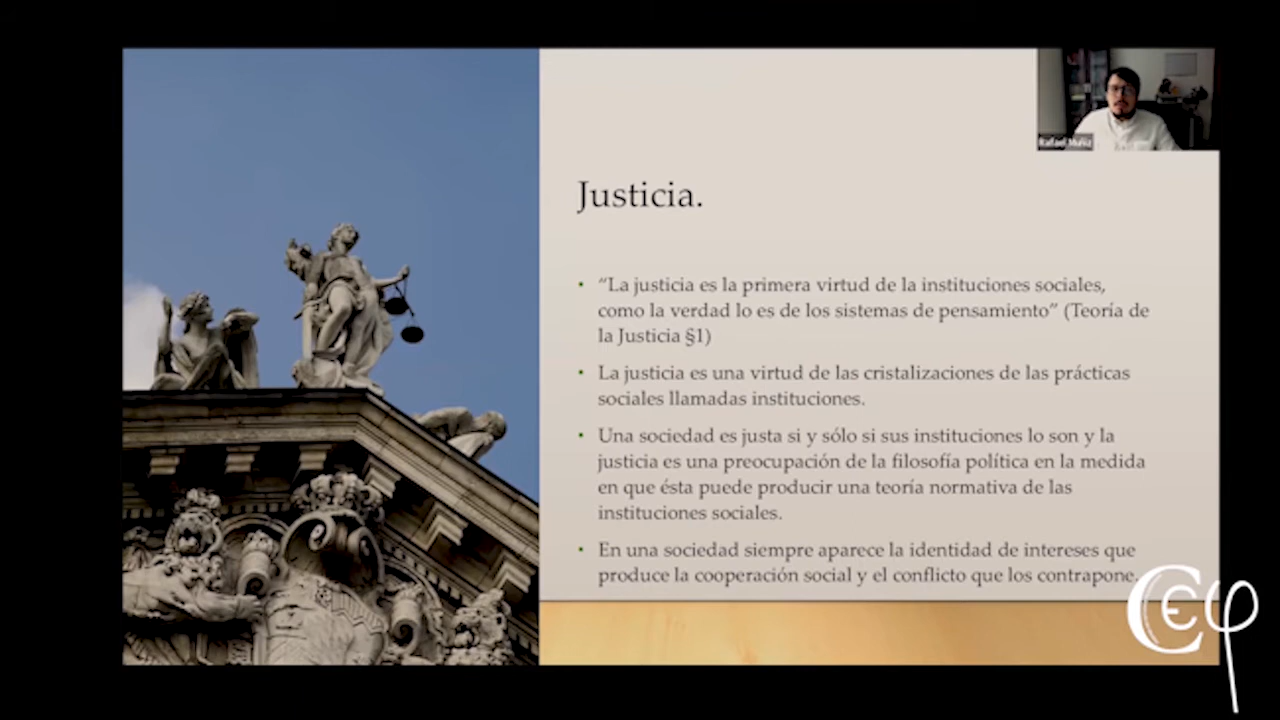 Rafael Muñiz
Justicia.
• “La justicia es la primera virtud de la instituciones sociales,
como la verdad lo es de los sistemas de pensamiento” (Teoría de
la Justicia §1)
• La justicia es una virtud de las cristalizaciones de las prácticas
sociales llamadas instituciones.
• Una sociedad es justa si y sólo si sus instituciones lo son y la
justicia es una preocupación de la filosofía política en la medida
en que ésta puede producir una teoría normativa de las
instituciones sociales.
• En una sociedad siempre aparece la identidad de intereses que
produce la cooperación social y el conflicto que los contrapone.
CEφ